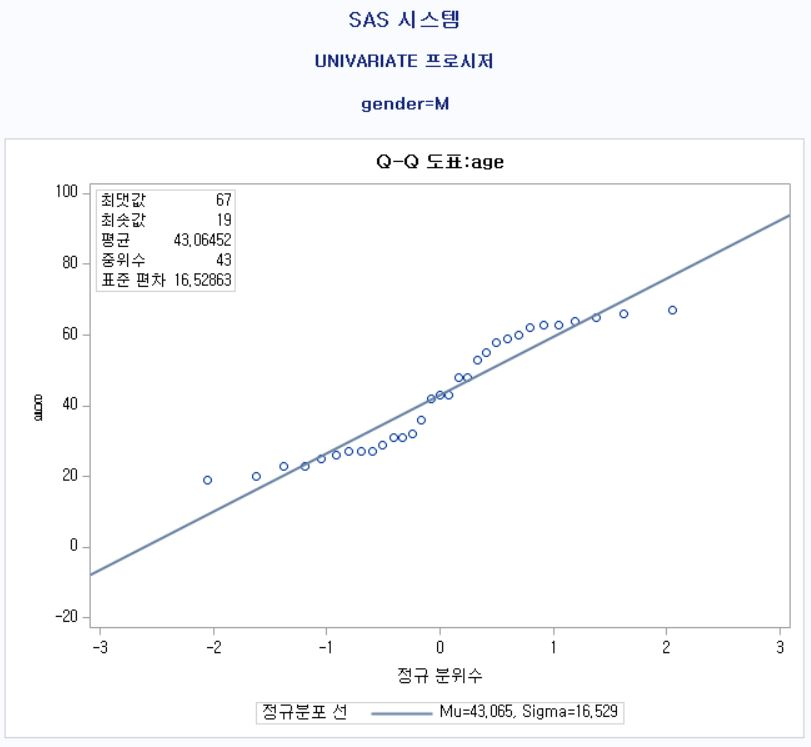 SAS 시스템
UNIVARIATE 프로시저
gender=M
Q-Q 도표:age
최댓값 67
최솟값 19
평균 43,06452
중위수 43
표준 편차 16,52863
100
80
60
40
20
0
-20
age
-3 -2 -1 0 1 2 3
정규 분위수
정규분포 선 Mu=43,065, Sigma=16,529